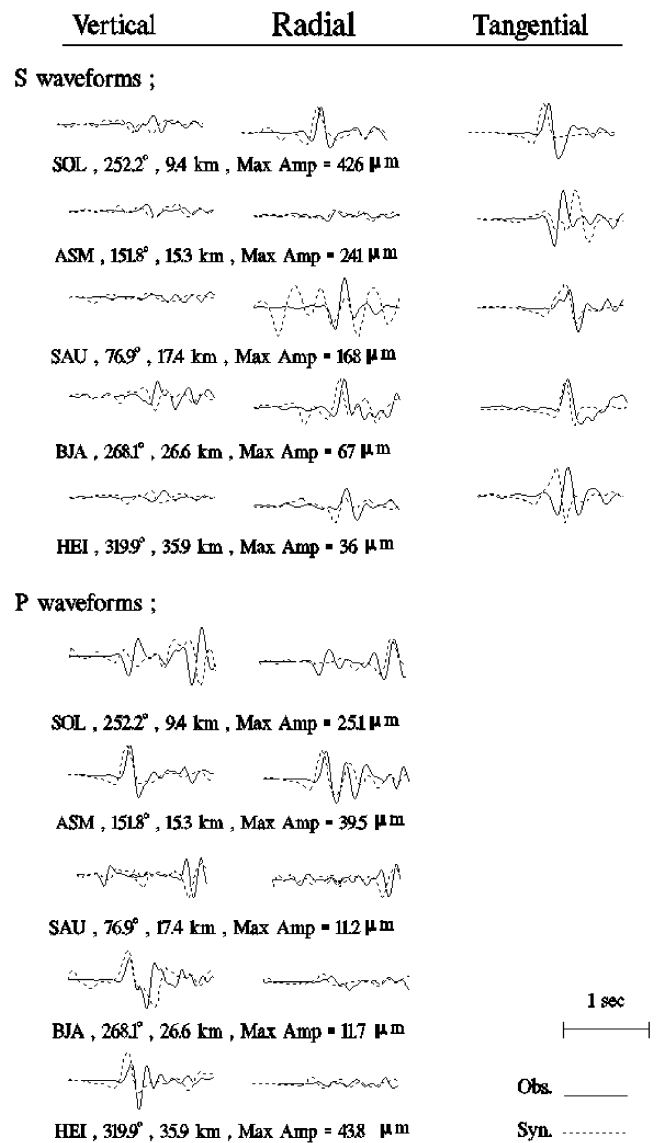 Vertical Radial Tangential
S waveforms ;
SOL , 252.2° , 9.4 km , Max Amp = 426 μm
ASM , 151.8° , 15.3 km , Max Amp = 241 μm
SAU , 76.9° , 17.4 km , Max Amp = 168 μm
BJA , 268.1° , 26.6 km , Max Amp = 67 μm
HEI , 319.9° , 35.9 km , Max Amp = 36 μm
P waveforms ;
SOL , 252.2° , 9.4 km , Max Amp = 25.1 μm
ASM , 151.8° , 15.3 km , Max Amp = 39.5 μm
SAU , 76.9° , 17.4 km , Max Amp = 11.2 μm
BJA , 268.1° , 26.6 km , Max Amp = 11.7 μm
1 sec
HEI , 319.9° , 35.9 km , Max Amp = 43.8 μm
Obs.
Syn.